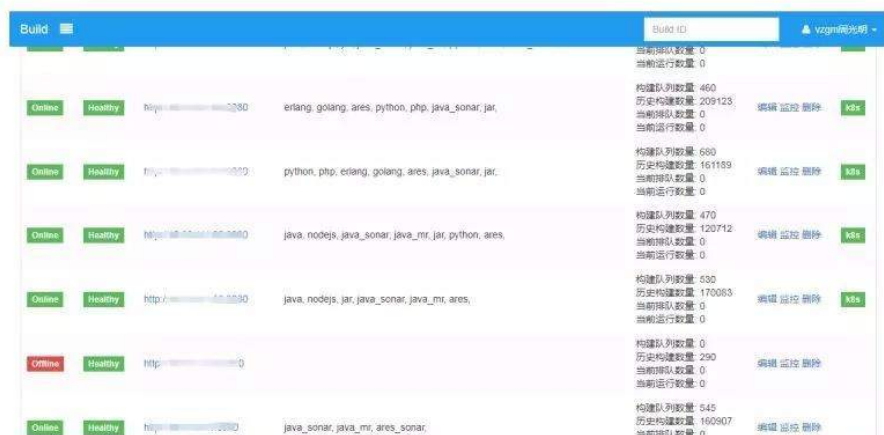 Build
Build ID
vzgm周光明
当前排队数量: 0
当前运行数量: 0
Online Healthy erlang, golang, ares, python, php, java_sonar, jar,
构建队列数量: 460
历史构建数量: 209123
当前排队数量: 0
当前运行数量: 0
编辑 监控 删除 k8s
Online Healthy python, php, erlang, golang, ares, java_sonar, jar,
构建队列数量: 680
历史构建数量: 161189
当前排队数量: 0
当前运行数量: 0
编辑 监控 删除 k8s
Online Healthy java, nodejs, java_sonar, java_mr, jar, python, ares,
构建队列数量: 470
历史构建数量: 120712
当前排队数量: 0
当前运行数量: 0
编辑 监控 删除 k8s
Online Healthy http:/ java, nodejs, jar, java_sonar, java_mr, ares,
构建队列数量: 530
历史构建数量: 170083
当前排队数量: 0
当前运行数量: 0
编辑 监控 删除 k8s
Offline Healthy http
构建队列数量: 0
历史构建数量: 290
当前排队数量: 0
当前运行数量: 0
编辑 监控 删除
Online Healthy java_sonar, java_mr, ares_sonar,
构建队列数量: 545
历史构建数量: 160907
当前排队数量: 0
编辑 监控 删除